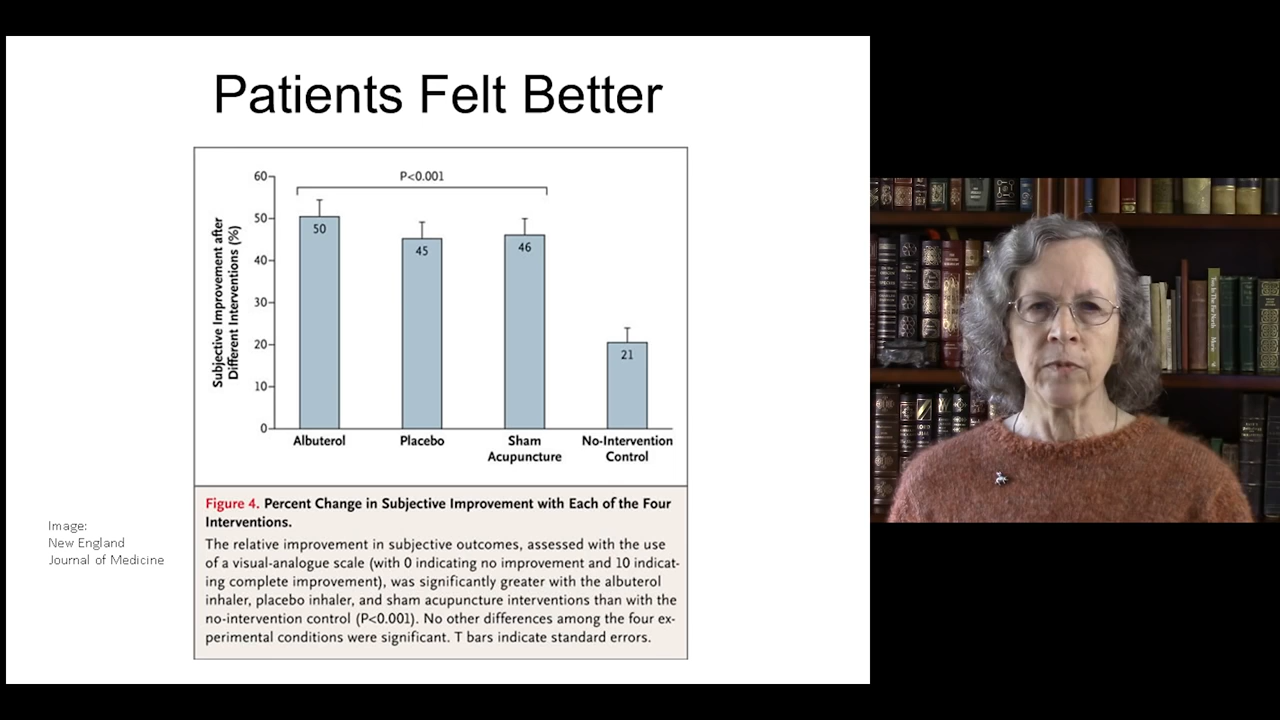 Patients Felt Better
Subjective Improvement after
Different Interventions (%)
60
50
40
30
20
10
0
P<0.001
50
45
46
21
Albuterol
Placebo
Sham
Acupuncture
No-Intervention
Control
Figure 4. Percent Change in Subjective Improvement with Each of the Four
Interventions.
The relative improvement in subjective outcomes, assessed with the use
of a visual-analogue scale (with 0 indicating no improvement and 10 indicat-
ing complete improvement), was significantly greater with the albuterol
inhaler, placebo inhaler, and sham acupuncture interventions than with the
no-intervention control (P<0.001). No other differences among the four ex-
perimental conditions were significant. T bars indicate standard errors.
Image:
New England
Journal of Medicine